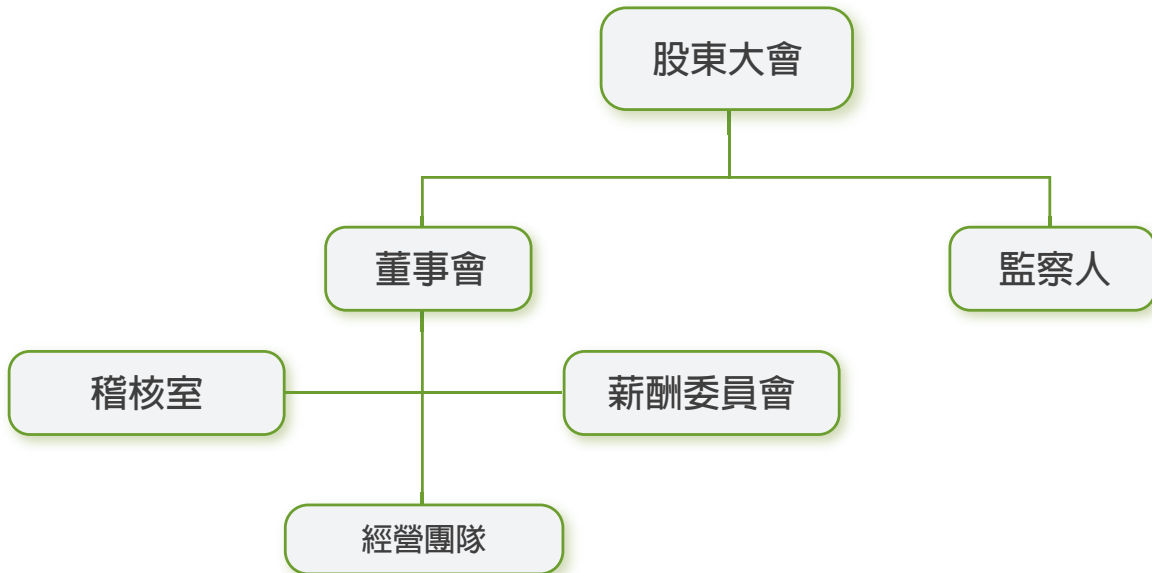 股東大會
董事會
監察人
稽核室
薪酬委員會
經營團隊